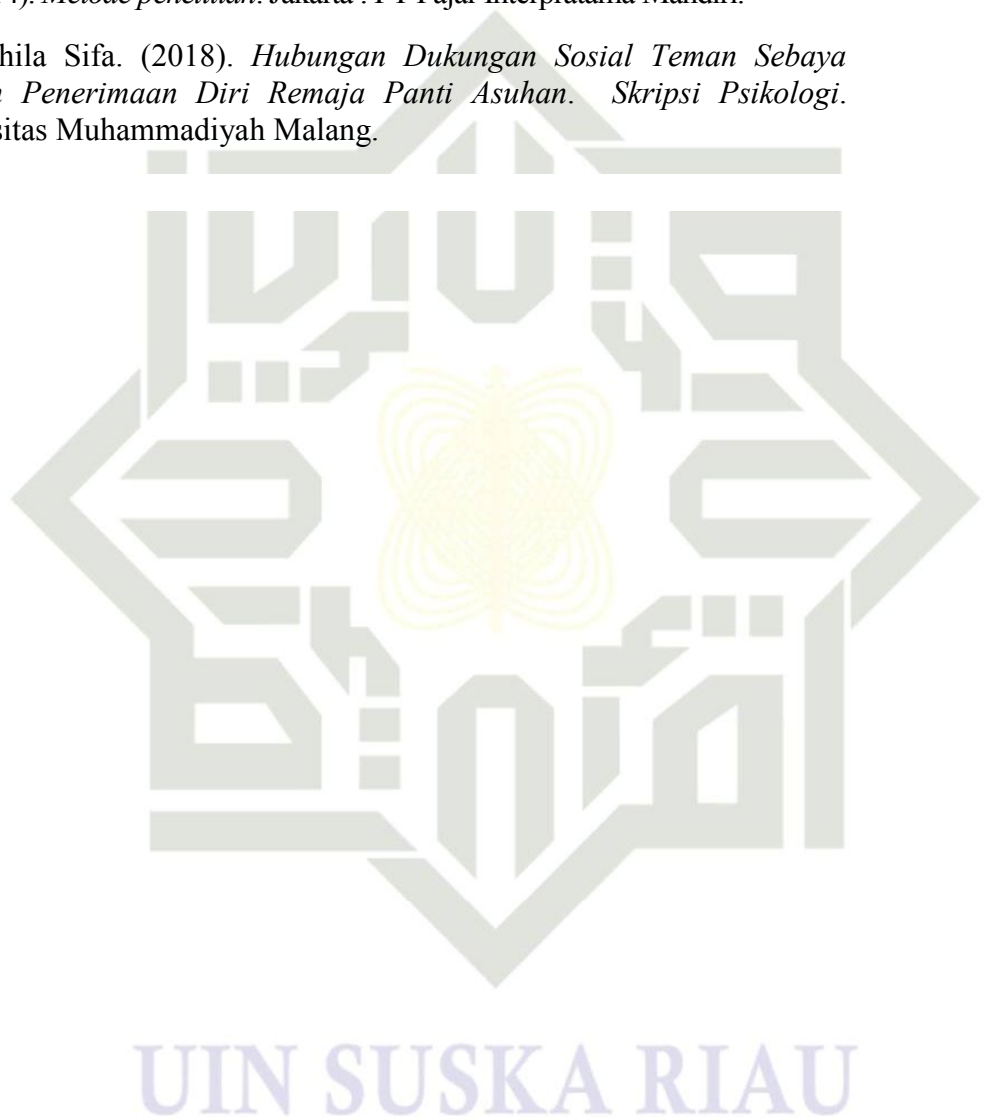 4). Metode penelitian. Jakarta : PT Fajar Interpratama Mandiri.
hila Sifa. (2018). Hubungan Dukungan Sosial Teman Sebaya
Penerimaan Diri Remaja Panti Asuhan. Skripsi Psikologi.
sitas Muhammadiyah Malang.
UIN SUSKA RIAU